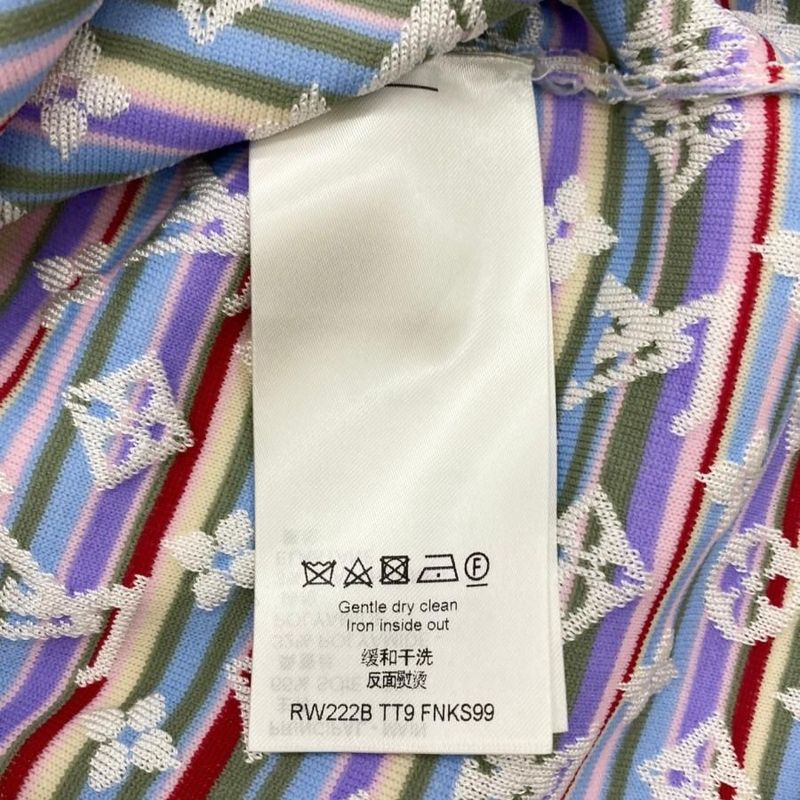 Gentle dry clean
Iron inside out
缓和干洗
反面熨烫
RW222B TT9 FNKS99